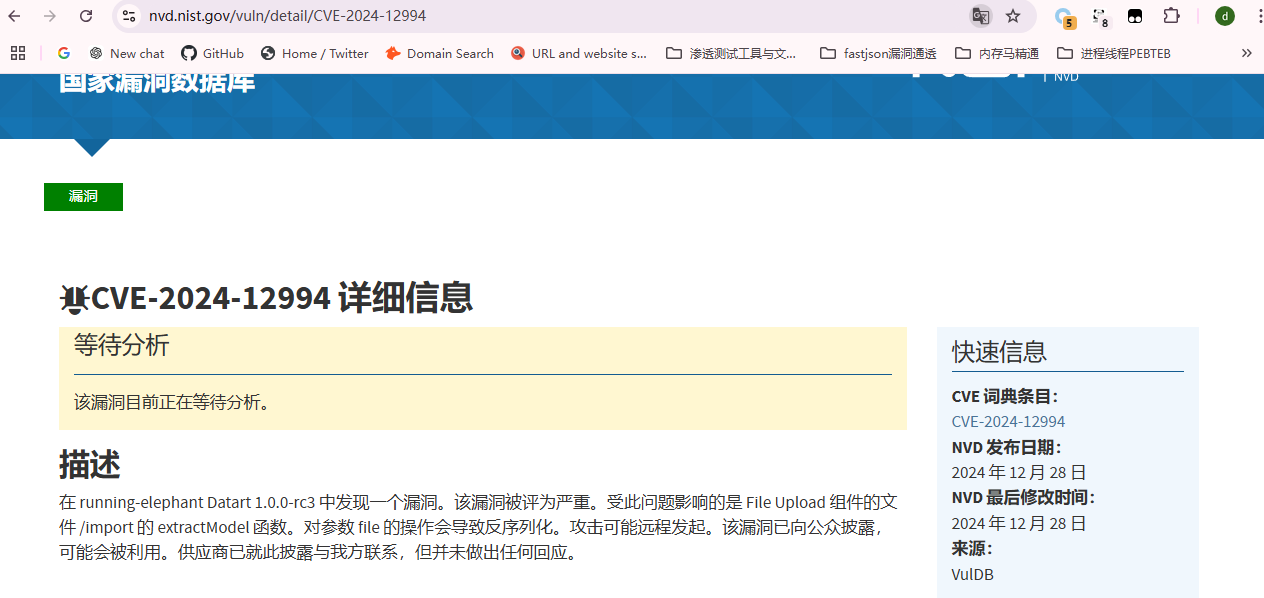 nvd.nist.gov/vuln/detail/CVE-2024-12994
5
8
d
New chat
GitHub
Home / Twitter
Domain Search
URL and website s...
渗透测试工具与文...
fastjson漏洞通透
内存马精通
进程线程PEBTEB
国家漏洞数据库
NVD
漏洞
CVE-2024-12994 详细信息
等待分析
该漏洞目前正在等待分析。
描述
在 running-elephant Datart 1.0.0-rc3 中发现一个漏洞。该漏洞被评为严重。受此问题影响的是 File Upload 组件的文
件 /import 的 extractModel 函数。对参数 file 的操作会导致反序列化。攻击可能远程发起。该漏洞已向公众披露，
可能会被利用。供应商已就此披露与我方联系，但并未做出任何回应。
快速信息
CVE 词典条目：
CVE-2024-12994
NVD 发布日期：
2024 年 12 月 28 日
NVD 最后修改时间：
2024 年 12 月 28 日
来源：
VulDB